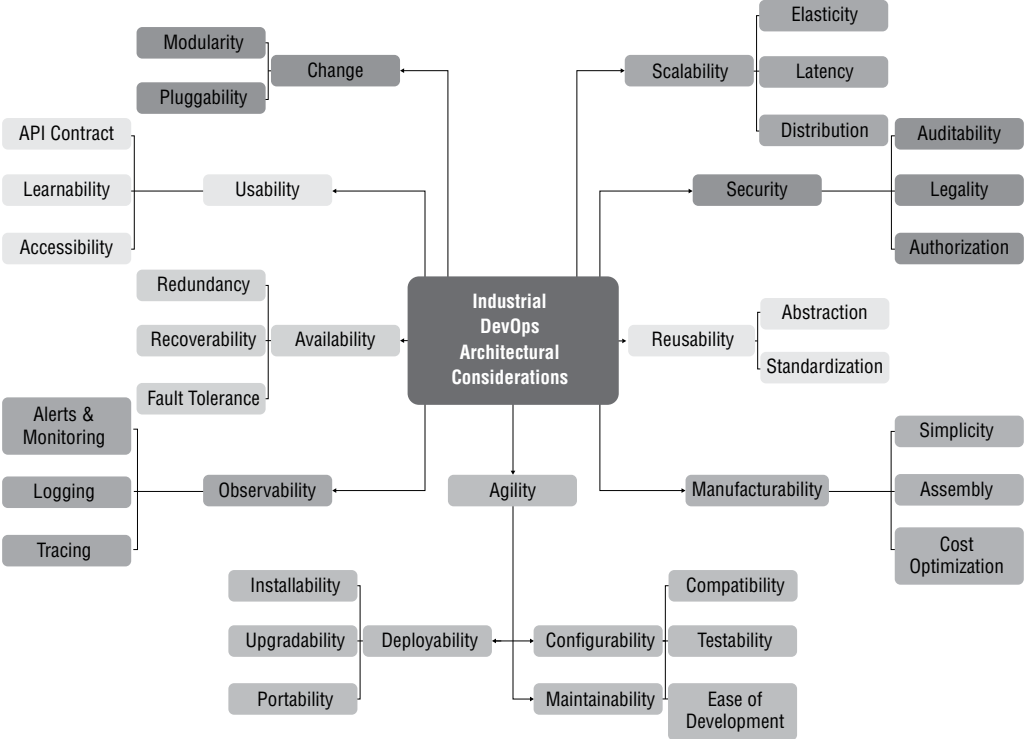 Elasticity
Modularity
Change
Scalability
Latency
Pluggability
API Contract
Distribution
Auditability
Learnability
Usability
Security
Legality
Accessibility
Authorization
Redundancy
Industrial
DevOps
Architectural
Considerations
Abstraction
Recoverability
Availability
Reusability
Standardization
Fault Tolerance
Alerts &
Monitoring
Simplicity
Logging
Observability
Agility
Manufacturability
Assembly
Tracing
Cost
Optimization
Installability
Compatibility
Upgradability
Deployability
Configurability
Testability
Portability
Maintainability
Ease of
Development